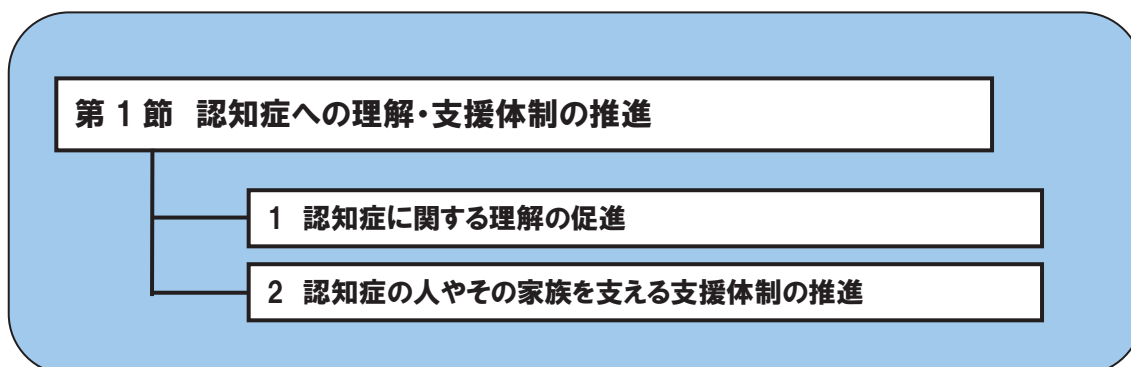 第 1 節 認知症への理解・支援体制の推進
1 認知症に関する理解の促進
2 認知症の人やその家族を支える支援体制の推進